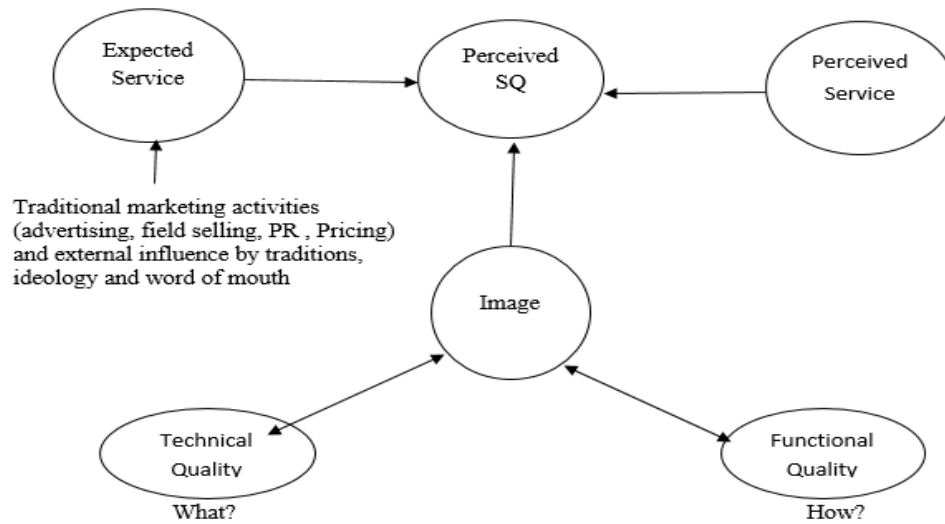 Expected
Service
Perceived
SQ
Perceived
Service
Traditional marketing activities
(advertising, field selling, PR , Pricing)
and external influence by traditions,
ideology and word of mouth
Image
Technical
Quality
What?
Functional
Quality
How?